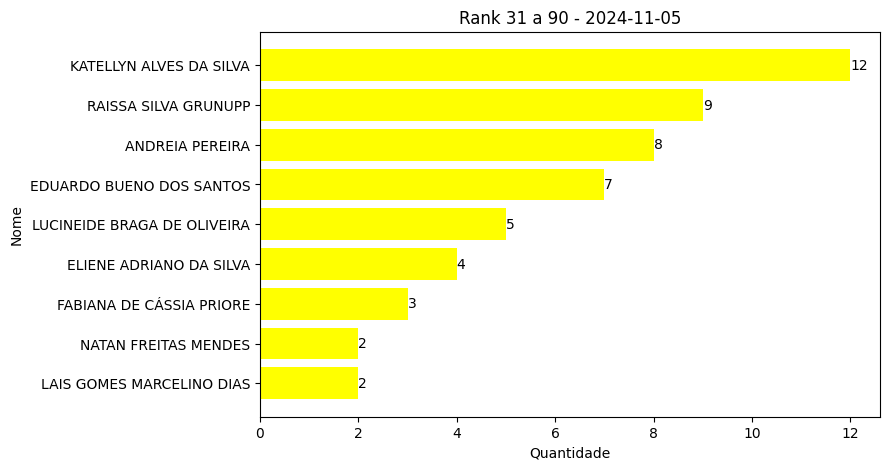 Rank 31 a 90 - 2024-11-05
Nome
KATELLYN ALVES DA SILVA 12
RAISSA SILVA GRUNUPP 9
ANDREIA PEREIRA 8
EDUARDO BUENO DOS SANTOS 7
LUCINEIDE BRAGA DE OLIVEIRA 5
ELIENE ADRIANO DA SILVA 4
FABIANA DE CÁSSIA PRIORE 3
NATAN FREITAS MENDES 2
LAIS GOMES MARCELINO DIAS 2
0 2 4 6 8 10 12
Quantidade